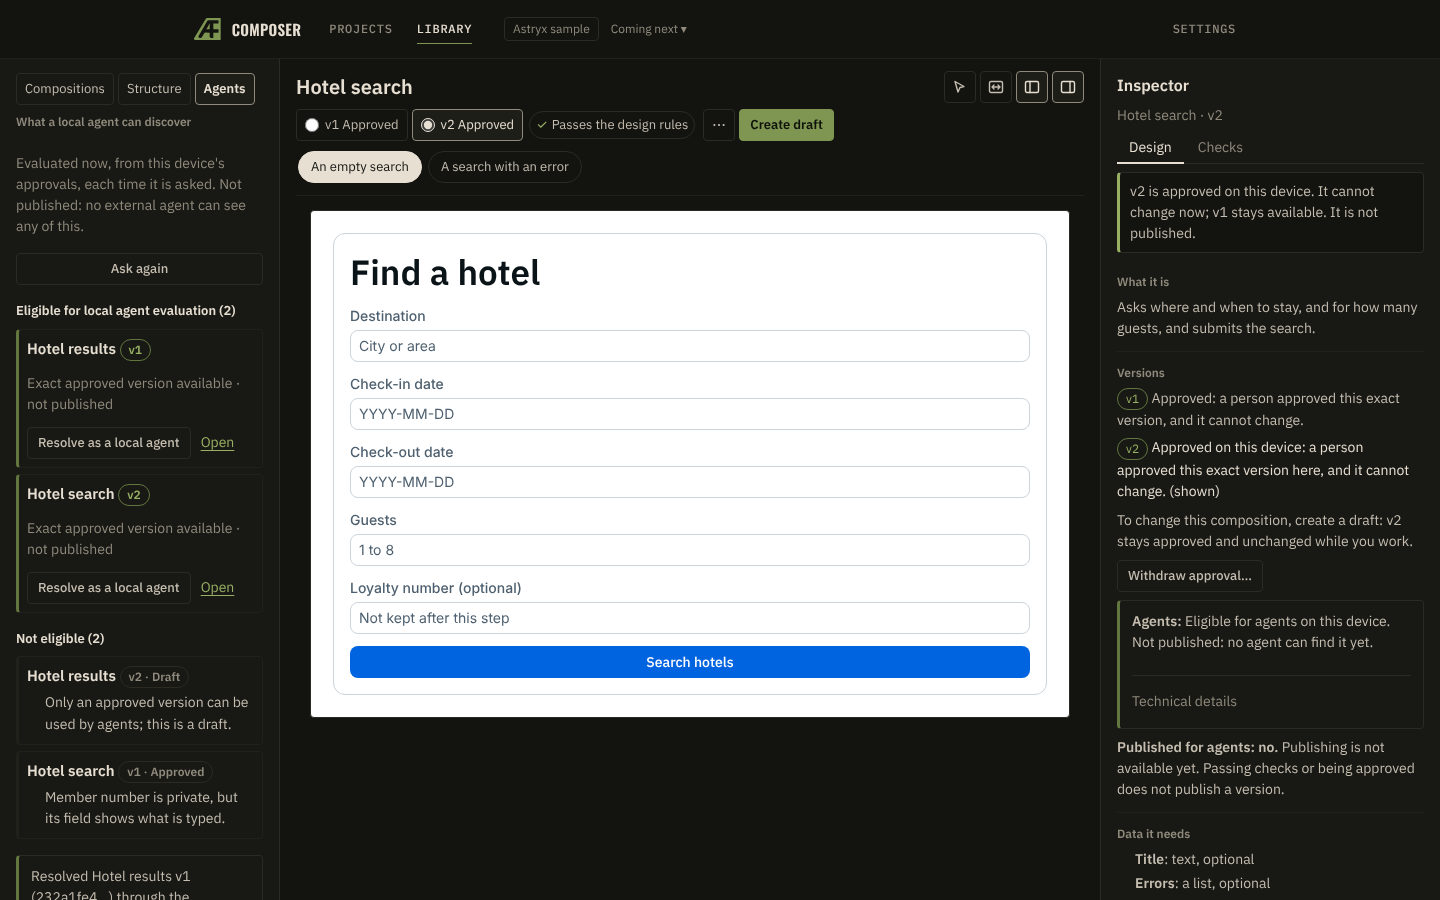 COMPOSER
PROJECTS
LIBRARY
Astryx sample
Coming next ▾
SETTINGS
Compositions
Structure
Agents
What a local agent can discover
Evaluated now, from this device's
approvals, each time it is asked. Not
published: no external agent can see
any of this.
Ask again
Eligible for local agent evaluation (2)
Hotel results v1
Exact approved version available ·
not published
Resolve as a local agent Open
Hotel search v2
Exact approved version available ·
not published
Resolve as a local agent Open
Not eligible (2)
Hotel results v2 · Draft
Only an approved version can be
used by agents; this is a draft.
Hotel search v1 · Approved
Member number is private, but
its field shows what is typed.
Resolved Hotel results v1
(232a1fe4…) through the
Hotel search
v1 Approved
v2 Approved
✓ Passes the design rules
···
Create draft
An empty search
A search with an error
Find a hotel
Destination
City or area
Check-in date
YYYY-MM-DD
Check-out date
YYYY-MM-DD
Guests
1 to 8
Loyalty number (optional)
Not kept after this step
Search hotels
Inspector
Hotel search · v2
Design
Checks
v2 is approved on this device. It cannot
change now; v1 stays available. It is not
published.
What it is
Asks where and when to stay, and for how many
guests, and submits the search.
Versions
v1 Approved: a person approved this exact
version, and it cannot change.
v2 Approved on this device: a person
approved this exact version here, and it cannot
change. (shown)
To change this composition, create a draft: v2
stays approved and unchanged while you work.
Withdraw approval…
Agents: Eligible for agents on this device.
Not published: no agent can find it yet.
Technical details
Published for agents: no. Publishing is not
available yet. Passing checks or being approved
does not publish a version.
Data it needs
Title: text, optional
Errors: a list, optional